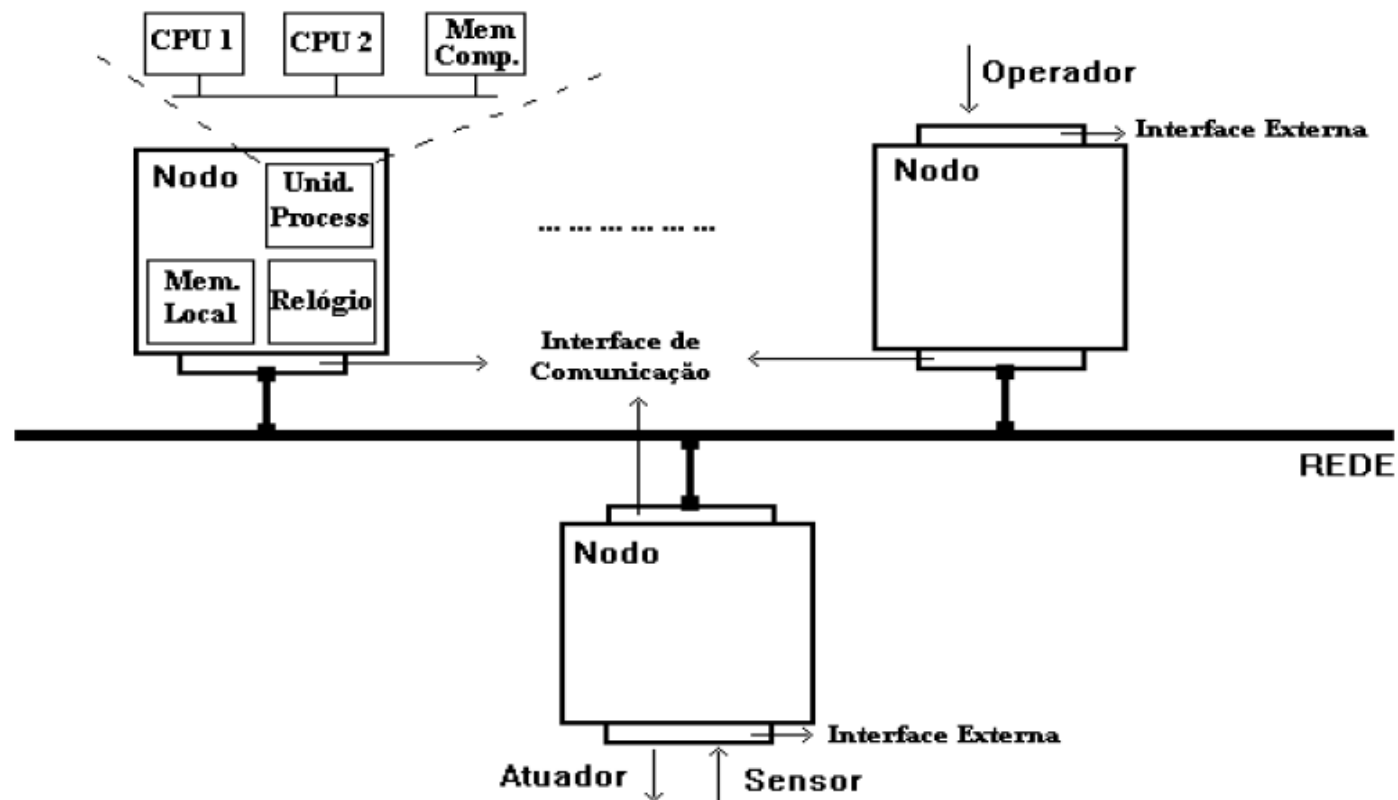 CPU 1
CPU 2
Mem
Comp.
Operador
Interface Externa
Nodo
Unid.
Process
Mem.
Local
Relógio
... ... ... ... ... ...
Nodo
Interface de
Comunicação
REDE
Nodo
Interface Externa
Atuador
Sensor